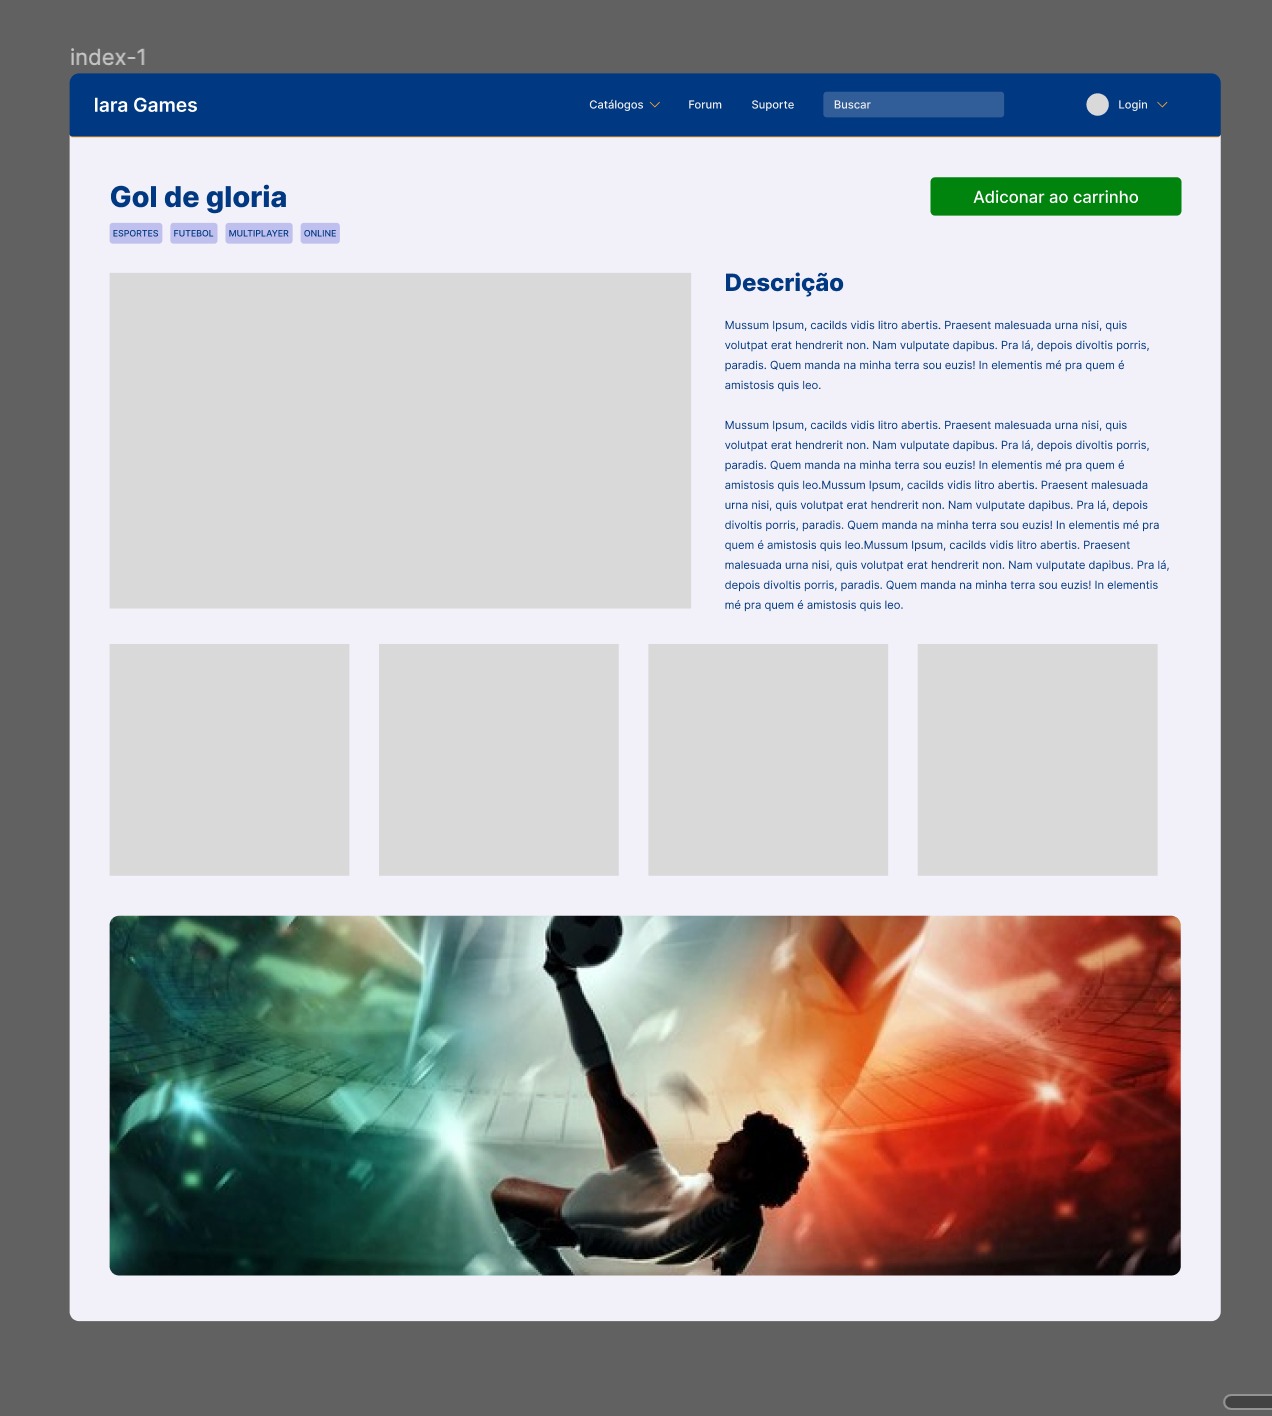 index-1
Iara Games
Catálogos
Forum
Suporte
Buscar
Login
Gol de gloria
Adiconar ao carrinho
ESPORTES
FUTEBOL
MULTIPLAYER
ONLINE
Descrição
Mussum Ipsum, cacilds vidis litro abertis. Praesent malesuada urna nisi, quis
volutpat erat hendrerit non. Nam vulputate dapibus. Pra lá, depois divoltis porris,
paradis. Quem manda na minha terra sou euzis! In elementis mé pra quem é
amistosis quis leo.
Mussum Ipsum, cacilds vidis litro abertis. Praesent malesuada urna nisi, quis
volutpat erat hendrerit non. Nam vulputate dapibus. Pra lá, depois divoltis porris,
paradis. Quem manda na minha terra sou euzis! In elementis mé pra quem é
amistosis quis leo.Mussum Ipsum, cacilds vidis litro abertis. Praesent malesuada
urna nisi, quis volutpat erat hendrerit non. Nam vulputate dapibus. Pra lá, depois
divoltis porris, paradis. Quem manda na minha terra sou euzis! In elementis mé pra
quem é amistosis quis leo.Mussum Ipsum, cacilds vidis litro abertis. Praesent
malesuada urna nisi, quis volutpat erat hendrerit non. Nam vulputate dapibus. Pra lá,
depois divoltis porris, paradis. Quem manda na minha terra sou euzis! In elementis
mé pra quem é amistosis quis leo.